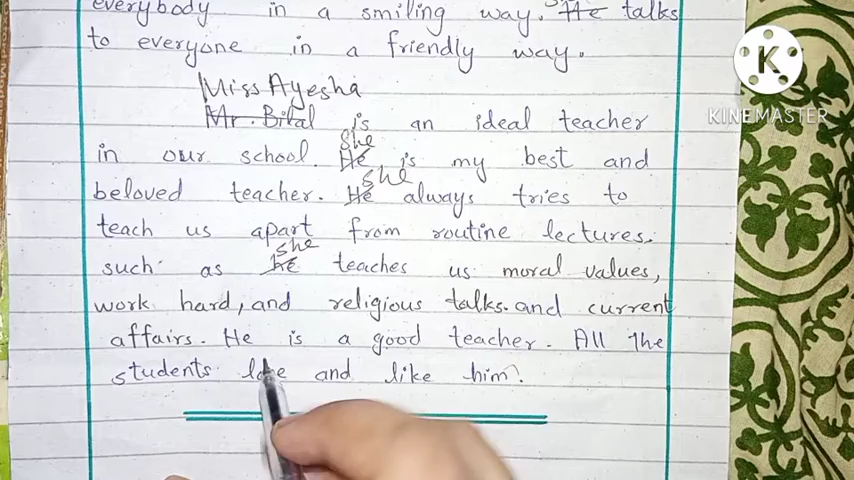 everybody in a smiling way. He talks
to everyone in a friendly way.
Miss Ayesha
Mr. Bilal is an ideal teacher
She
in our school. He is my best and
she
beloved teacher. He always tries to
teach us apart from routine lectures.
she
such as he teaches us moral values,
work hard, and religious talks. and current
affairs. He is a good teacher. All the
students and like him.
K
KINEMASTER